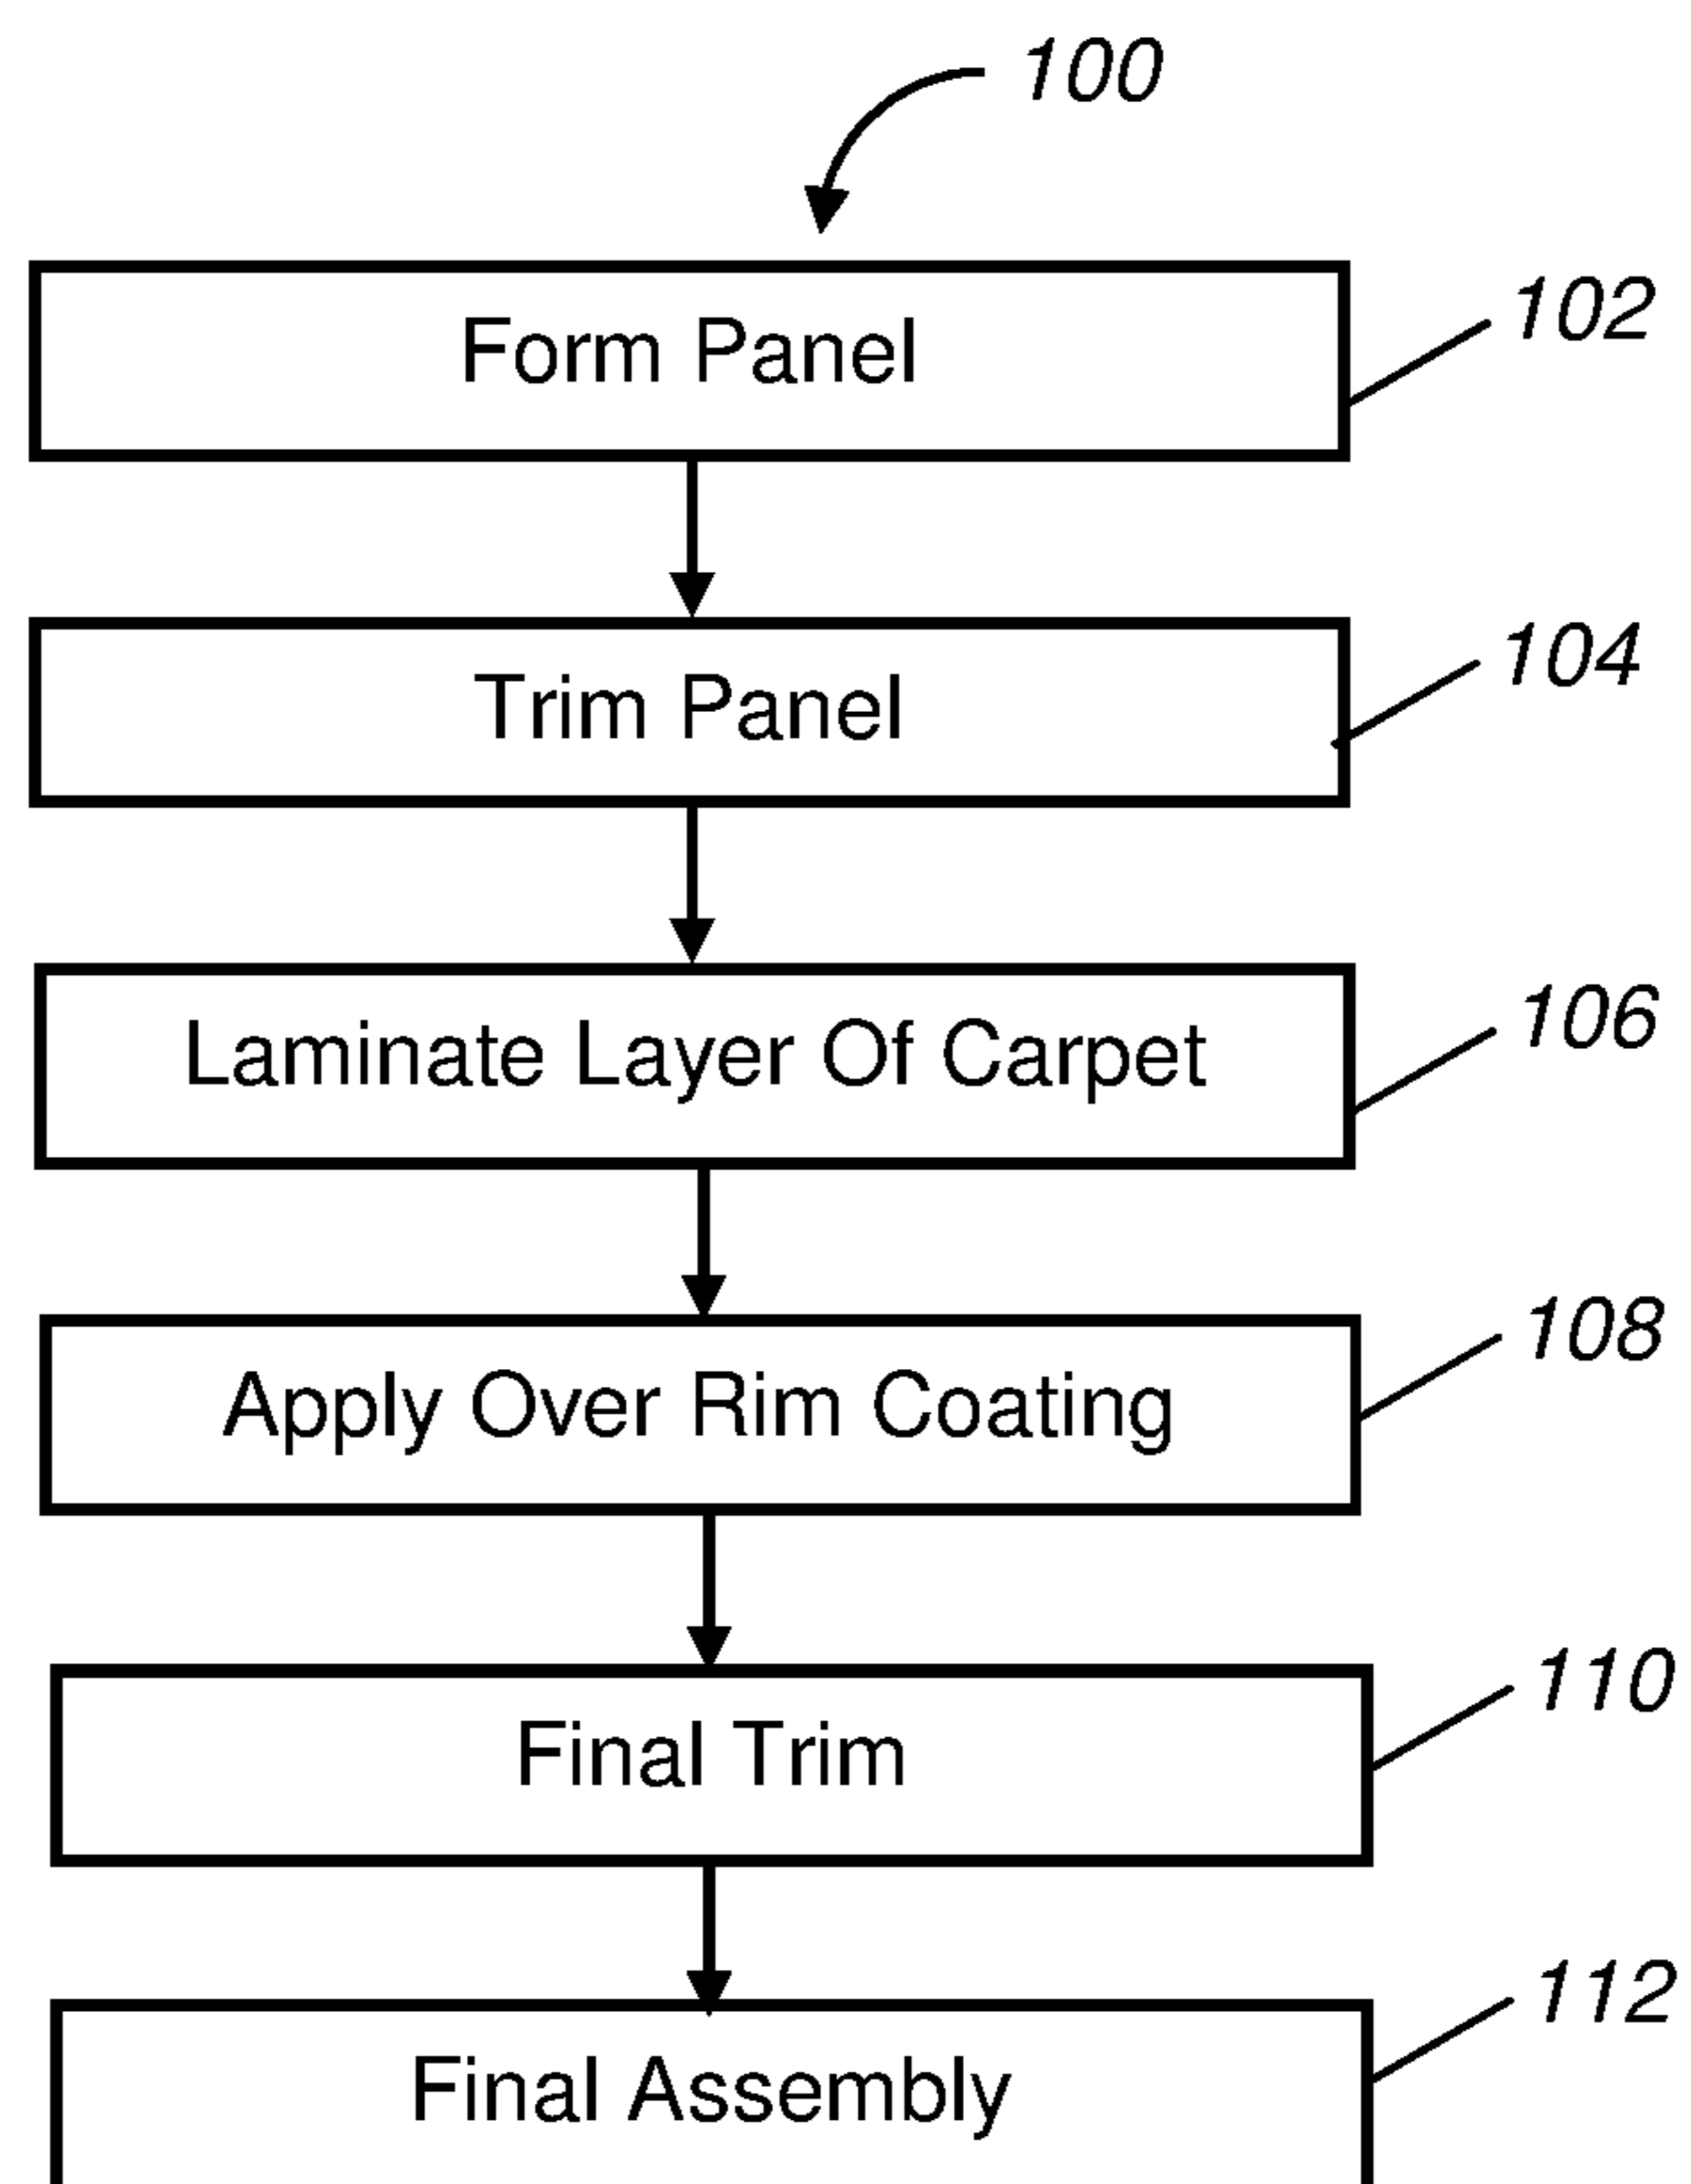 100
Form Panel
102
Trim Panel
104
Laminate Layer Of Carpet
106
Apply Over Rim Coating
108
Final Trim
110
Final Assembly
112